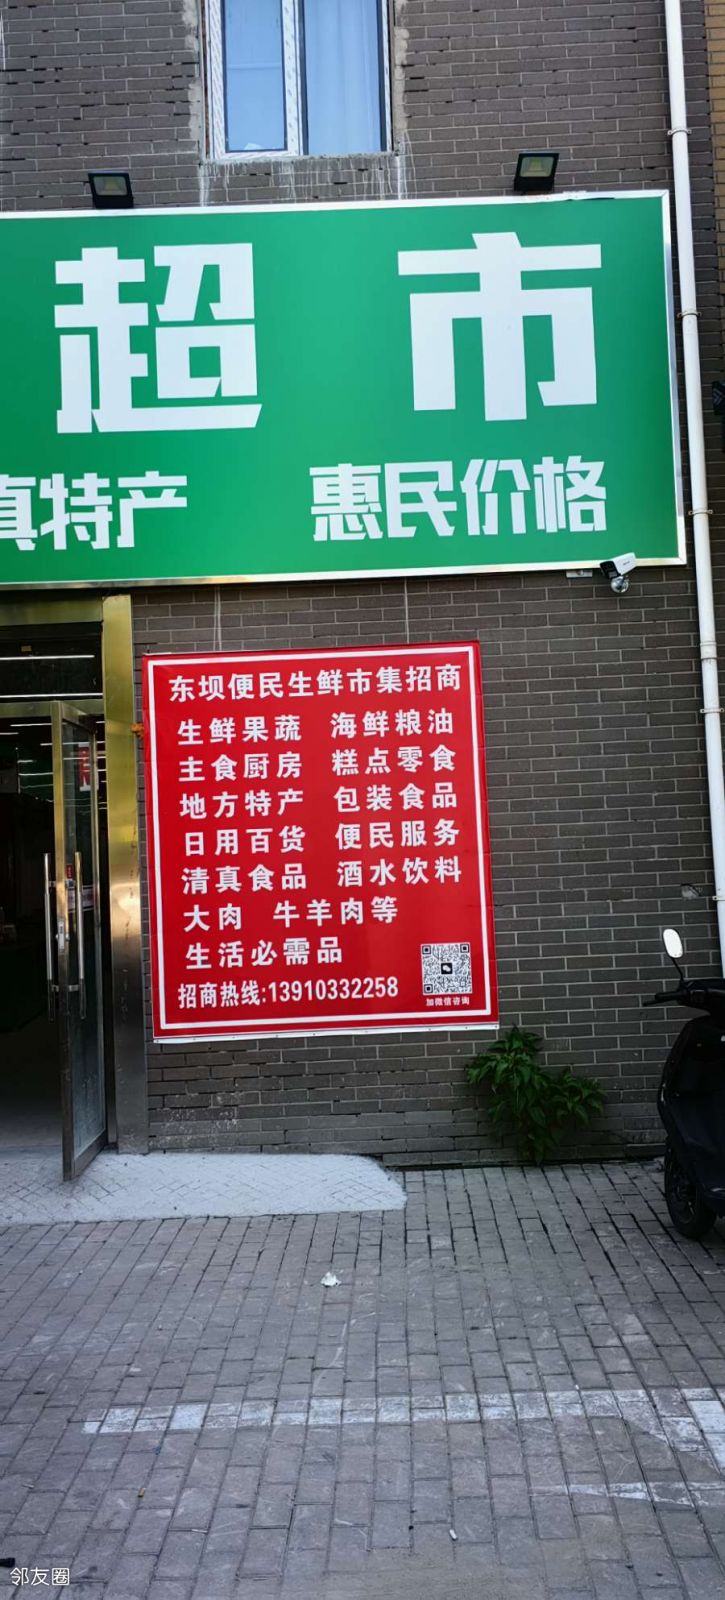 超市
真特产 惠民价格
东坝便民生鲜市集招商
生鲜果蔬 海鲜粮油
主食厨房 糕点零食
地方特产 包装食品
日用百货 便民服务
清真食品 酒水饮料
大肉 牛羊肉等
生活必需品
招商热线:13910332258
加微信咨询
邻友圈